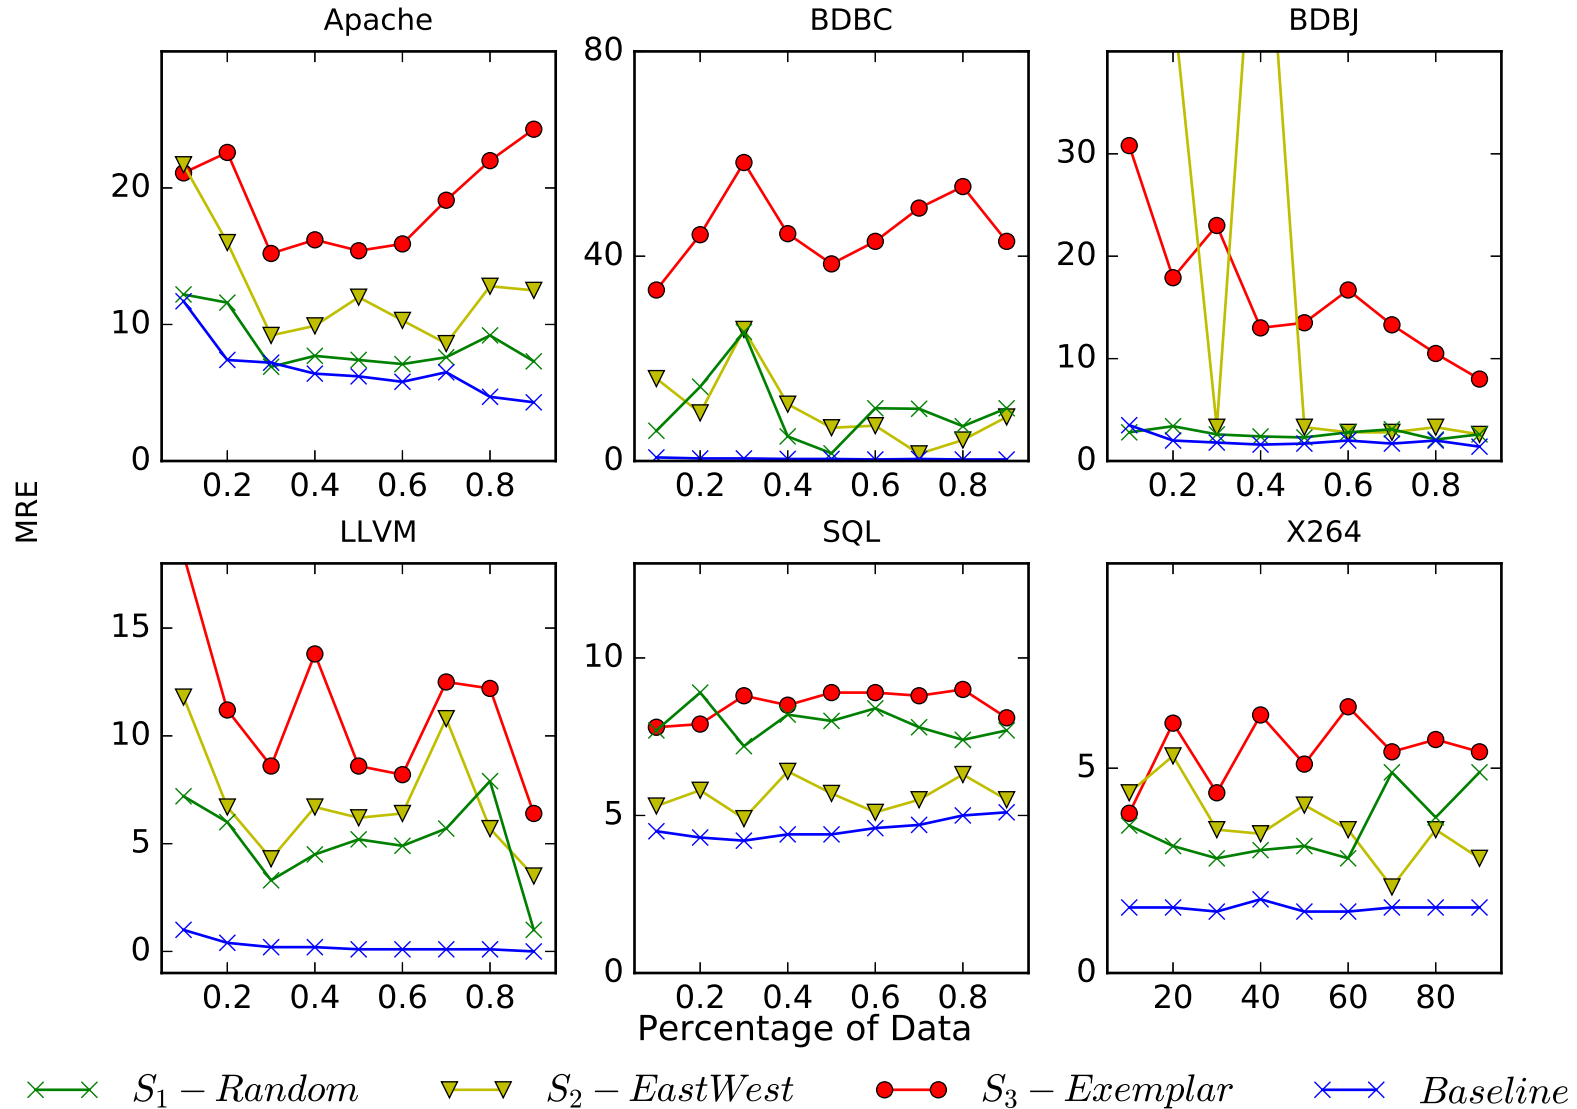 Apache BDBC BDBJ
0 10 20
0 40 80
0 10 20 30
0.2 0.4 0.6 0.8
0.2 0.4 0.6 0.8
0.2 0.4 0.6 0.8
MRE
LLVM SQL X264
0 5 10 15
0 5 10
0 5
0.2 0.4 0.6 0.8
0.2 0.4 0.6 0.8
20 40 60 80
Percentage of Data
S₁ − Random S₂ − EastWest S₃ − Exemplar Baseline